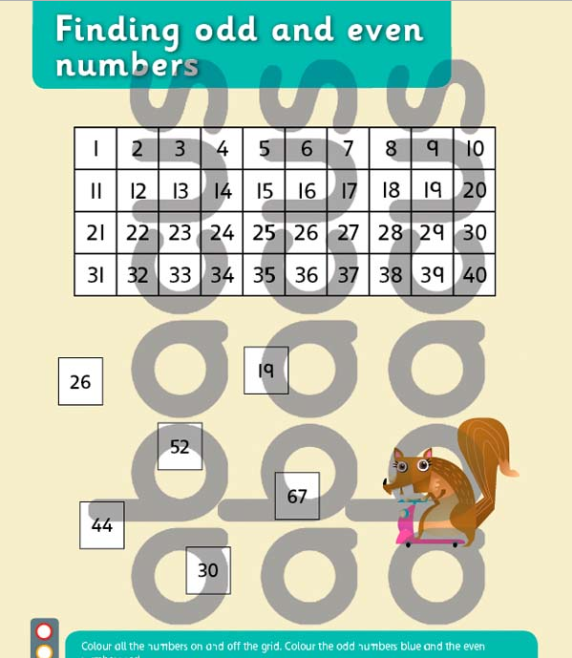 Finding odd and even
numbers
1 2 3 4 5 6 7 8 9 10
11 12 13 14 15 16 17 18 19 20
21 22 23 24 25 26 27 28 29 30
31 32 33 34 35 36 37 38 39 40
19
26
52
67
44
30
Colour all the numbers on and off the grid. Colour the odd numbers blue and the even